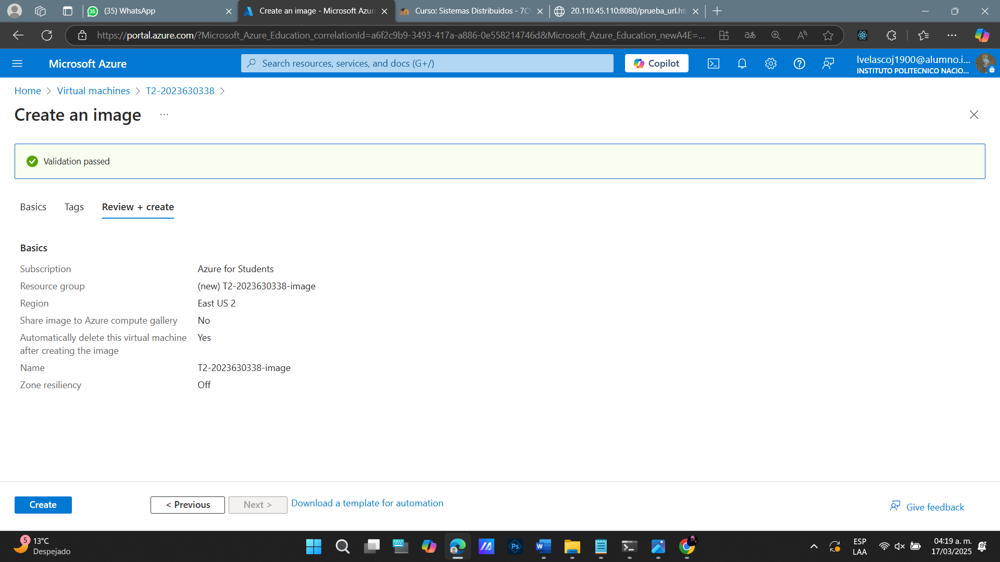 (35) WhatsApp
Create an image - Microsoft Azur
Curso: Sistemas Distribuidos - 7C
20.110.45.110:8080/prueba_url.ht
https://portal.azure.com/?Microsoft_Azure_Education_correlationId=a6f2c9b9-3493-417a-a886-0e558214746d&Microsoft_Azure_Education_newA4E=...
Microsoft Azure
Search resources, services, and docs (G+/)
Copilot
lvelascoj1900@alumno.i...
INSTITUTO POLITECNICO NACIO...
Home > Virtual machines > T2-2023630338 >
Create an image ...
Validation passed
Basics
Tags
Review + create
Basics
Subscription Azure for Students
Resource group (new) T2-2023630338-image
Region East US 2
Share image to Azure compute gallery No
Automatically delete this virtual machine Yes
after creating the image
Name T2-2023630338-image
Zone resiliency Off
Create
< Previous
Next >
Download a template for automation
Give feedback
5
13°C
Despejado
ESP
LAA
04:19 a. m.
17/03/2025